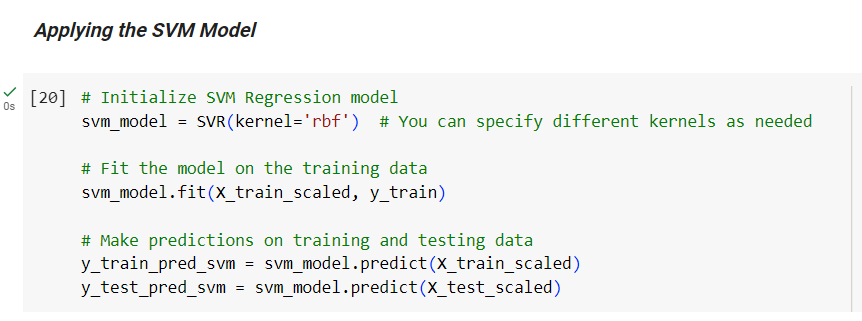 Applying the SVM Model
0s
[20] # Initialize SVM Regression model
svm_model = SVR(kernel='rbf')  # You can specify different kernels as needed
# Fit the model on the training data
svm_model.fit(X_train_scaled, y_train)
# Make predictions on training and testing data
y_train_pred_svm = svm_model.predict(X_train_scaled)
y_test_pred_svm = svm_model.predict(X_test_scaled)